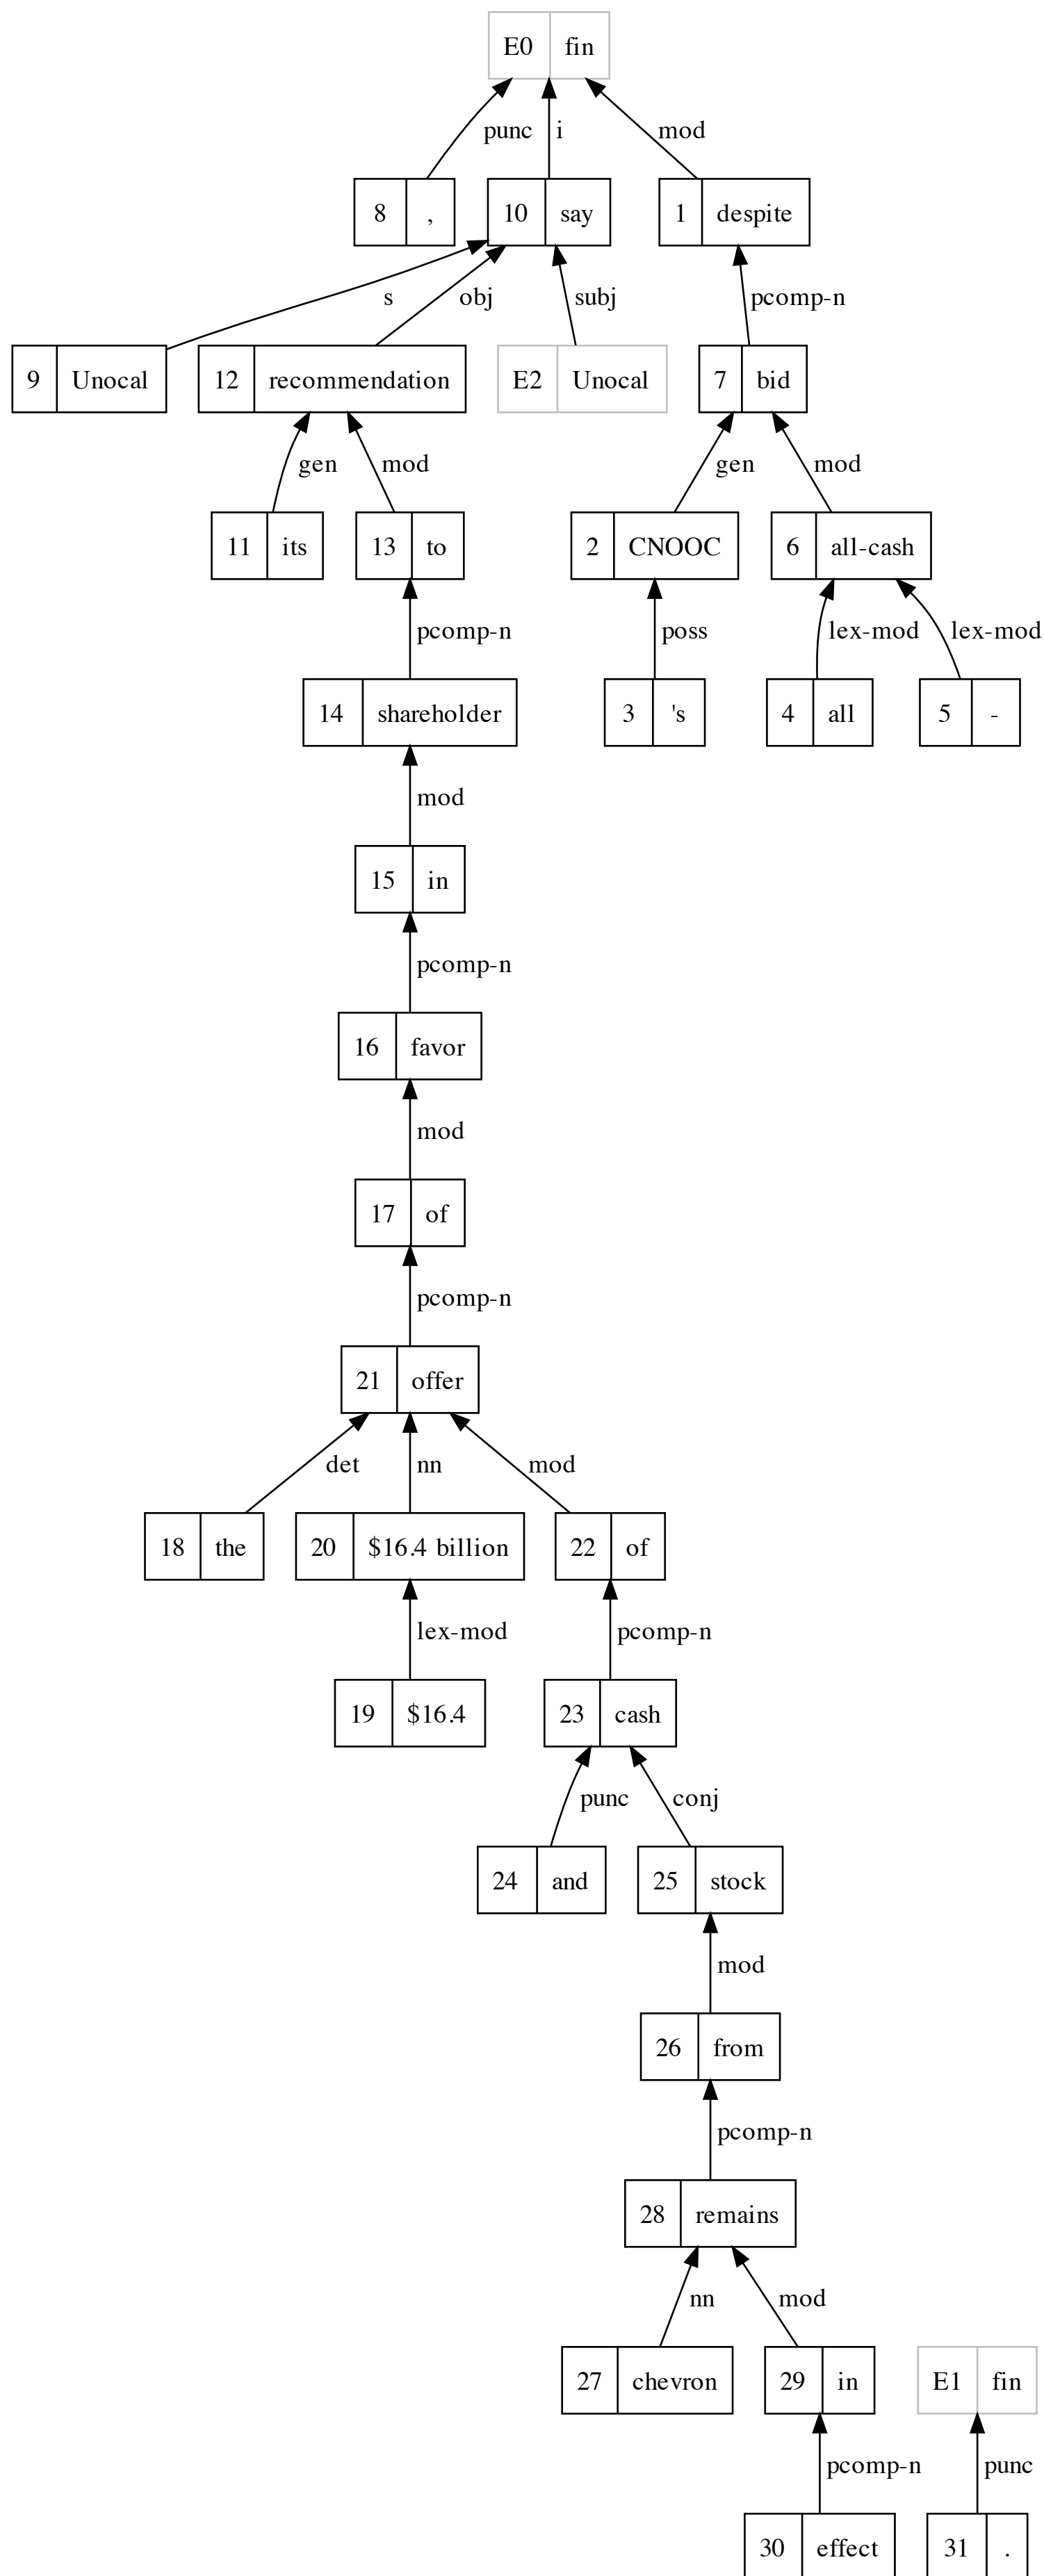 E0 fin
punc i mod
8 , 10 say 1 despite
s obj subj pcomp-n
9 Unocal 12 recommendation E2 Unocal 7 bid
gen mod gen mod
11 its 13 to 2 CNOOC 6 all-cash
pcomp-n poss lex-mod lex-mod
14 shareholder 3 's 4 all 5 -
mod
15 in
pcomp-n
16 favor
mod
17 of
pcomp-n
21 offer
det nn mod
18 the 20 $16.4 billion 22 of
lex-mod pcomp-n
19 $16.4 23 cash
punc conj
24 and 25 stock
mod
26 from
pcomp-n
28 remains
nn mod
27 chevron 29 in E1 fin
pcomp-n punc
30 effect 31 .